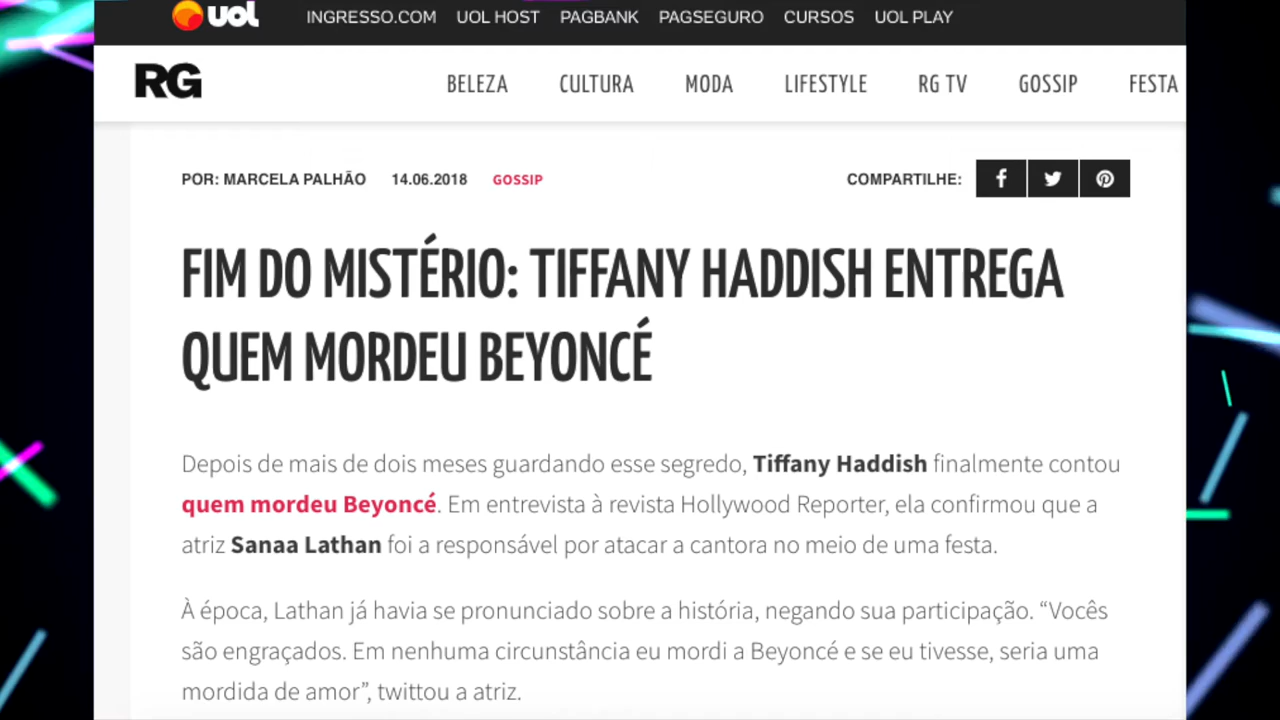 uol INGRESSO.COM UOL HOST PAGBANK PAGSEGURO CURSOS UOL PLAY
RG BELEZA CULTURA MODA LIFESTYLE RG TV GOSSIP FESTA
POR: MARCELA PALHÃO 14.06.2018 GOSSIP COMPARTILHE:
FIM DO MISTÉRIO: TIFFANY HADDISH ENTREGA
QUEM MORDEU BEYONCÉ
Depois de mais de dois meses guardando esse segredo, Tiffany Haddish finalmente contou
quem mordeu Beyoncé. Em entrevista à revista Hollywood Reporter, ela confirmou que a
atriz Sanaa Lathan foi a responsável por atacar a cantora no meio de uma festa.
À época, Lathan já havia se pronunciado sobre a história, negando sua participação. “Vocês
são engraçados. Em nenhuma circunstância eu mordi a Beyoncé e se eu tivesse, seria uma
mordida de amor”, twittou a atriz.